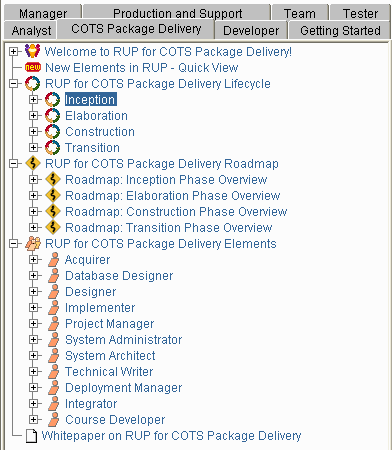 Manager Production and Support Team Tester
Analyst COTS Package Delivery Developer Getting Started
Welcome to RUP for COTS Package Delivery!
new New Elements in RUP - Quick View
RUP for COTS Package Delivery Lifecycle
Inception
Elaboration
Construction
Transition
RUP for COTS Package Delivery Roadmap
Roadmap: Inception Phase Overview
Roadmap: Elaboration Phase Overview
Roadmap: Construction Phase Overview
Roadmap: Transition Phase Overview
RUP for COTS Package Delivery Elements
Acquirer
Database Designer
Designer
Implementer
Project Manager
System Administrator
System Architect
Technical Writer
Deployment Manager
Integrator
Course Developer
Whitepaper on RUP for COTS Package Delivery